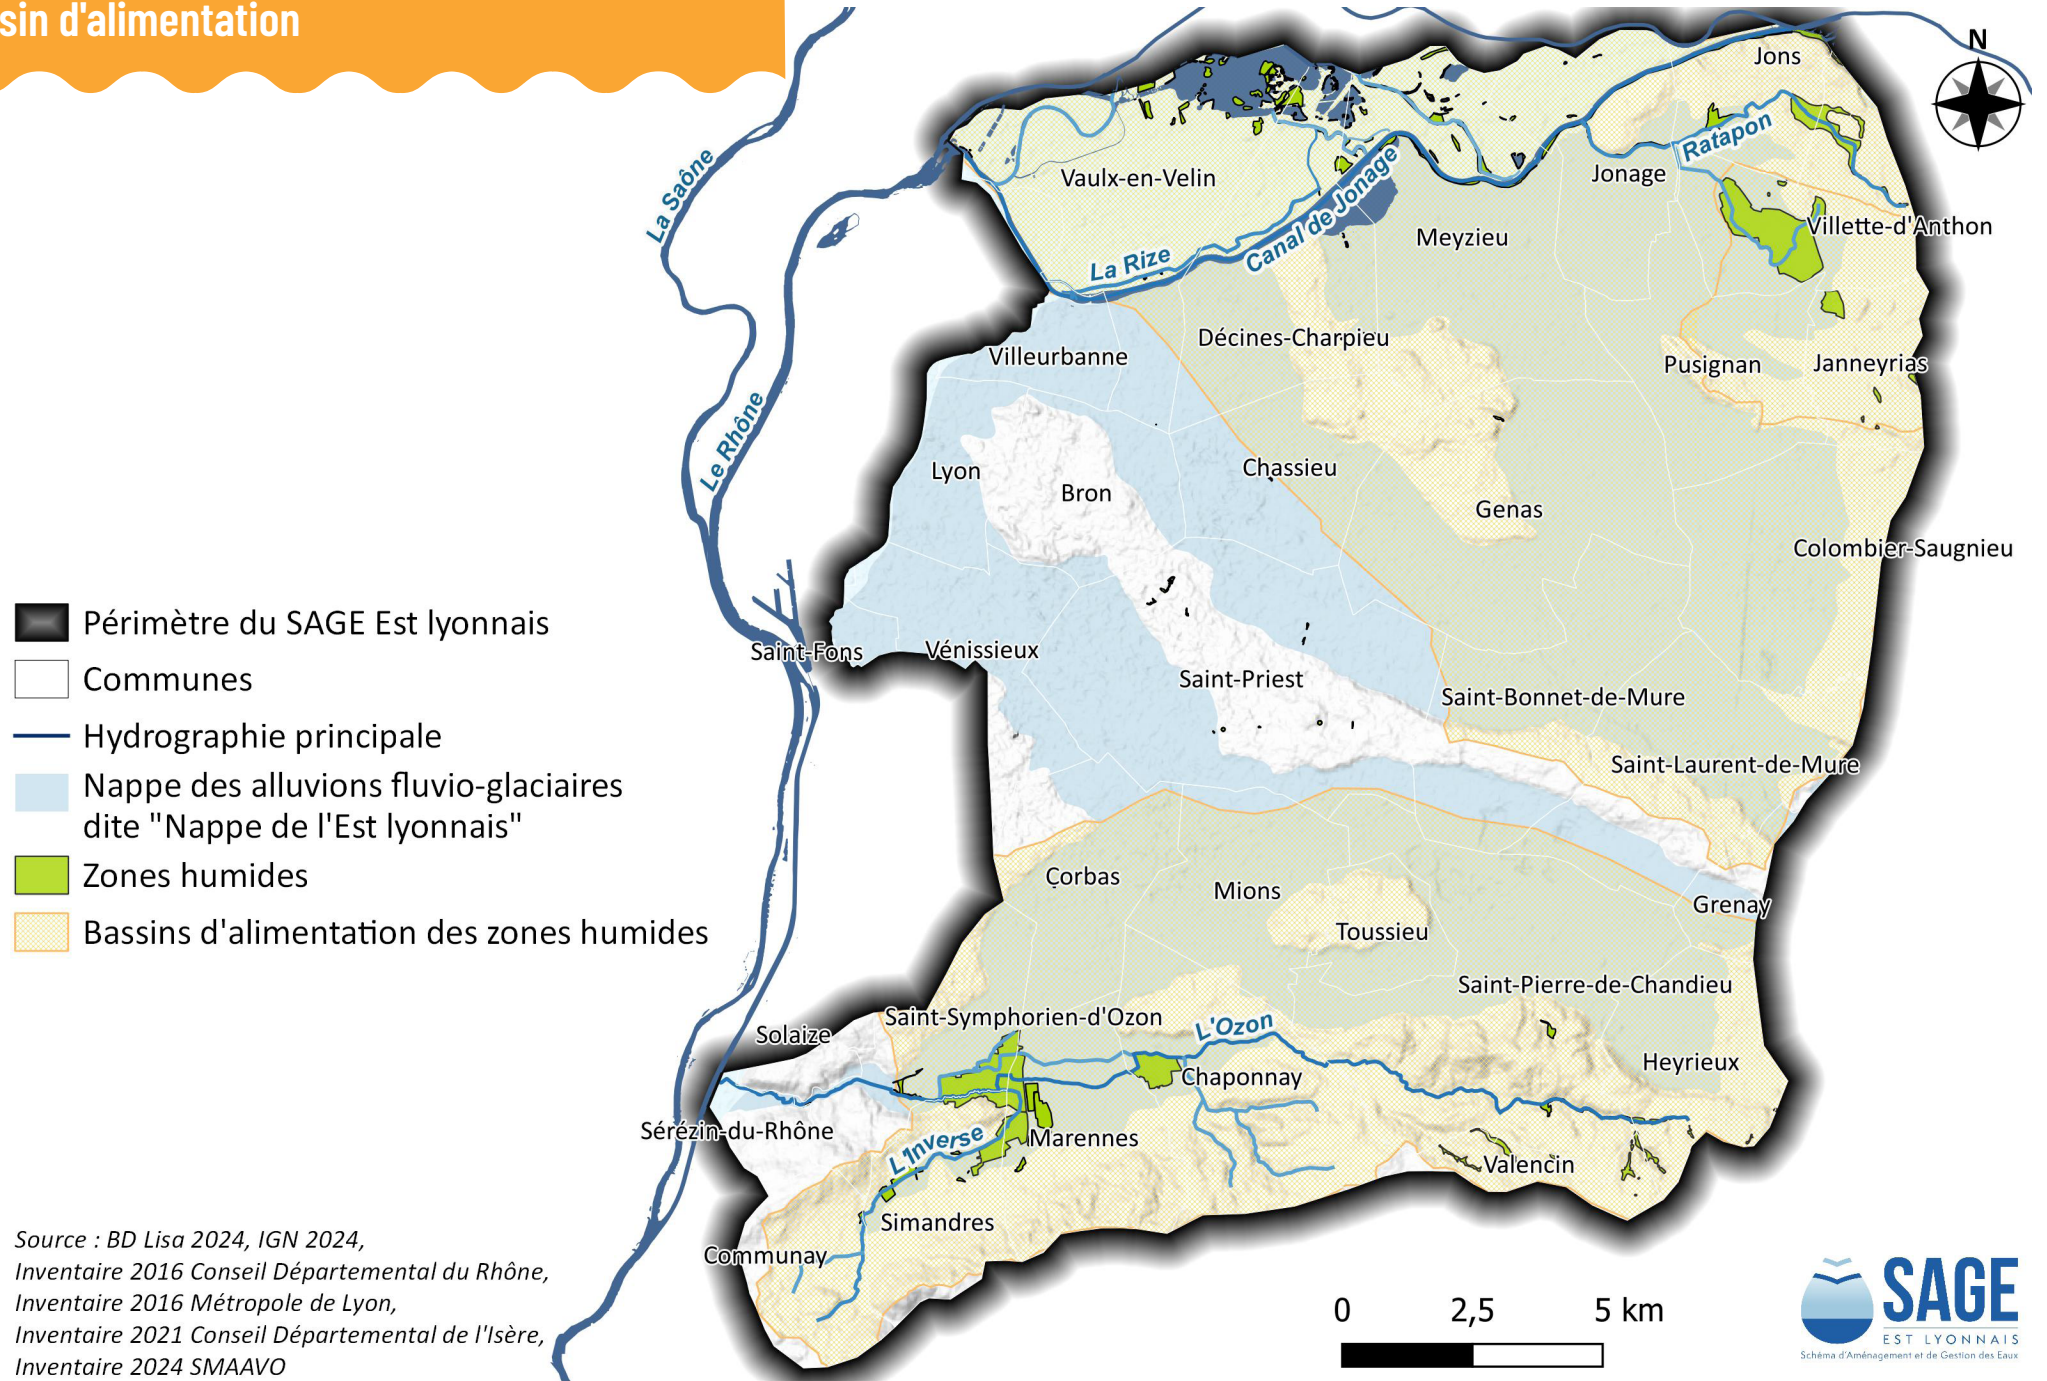 sin d'alimentation
N
Jons
Ratapon
Jonage
Vaulx-en-Velin
La Saône
Villette-d'Anthon
Meyzieu
Canal de Jonage
La Rize
Décines-Charpieu
Villeurbanne
Pusignan
Janneyrias
Le Rhône
Lyon
Bron
Chassieu
Genas
Colombier-Saugnieu
Saint-Fons
Vénissieux
Saint-Priest
Saint-Bonnet-de-Mure
Saint-Laurent-de-Mure
Corbas
Mions
Grenay
Toussieu
Saint-Pierre-de-Chandieu
Saint-Symphorien-d'Ozon
L'Ozon
Solaize
Heyrieux
Chaponnay
Sérézin-du-Rhône
L'Inverse
Marennes
Valencin
Simandres
Communay
Périmètre du SAGE Est lyonnais
Communes
Hydrographie principale
Nappe des alluvions fluvio-glaciaires
dite "Nappe de l'Est lyonnais"
Zones humides
Bassins d'alimentation des zones humides
Source : BD Lisa 2024, IGN 2024,
Inventaire 2016 Conseil Départemental du Rhône,
Inventaire 2016 Métropole de Lyon,
Inventaire 2021 Conseil Départemental de l'Isère,
Inventaire 2024 SMAAVO
0 2,5 5 km
SAGE
EST LYONNAIS
Schéma d'Aménagement et de Gestion des Eaux